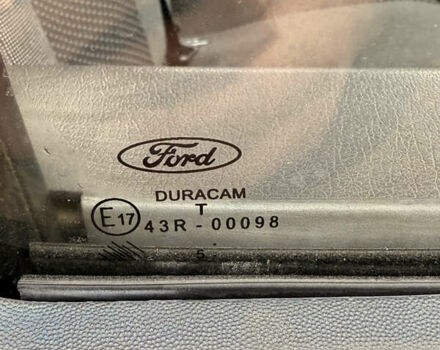 Ford
DURACAM
T
E17 43R - 00098
. 5 .